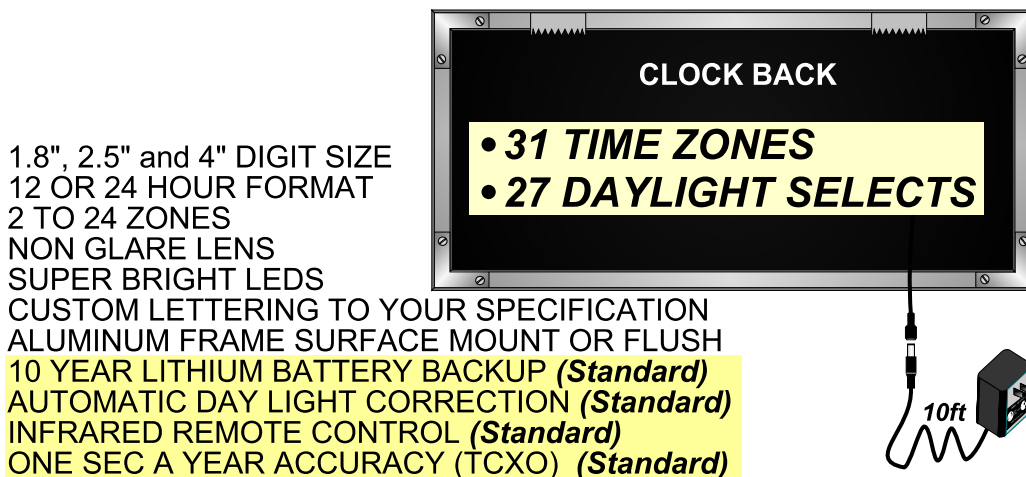 CLOCK BACK
• 31 TIME ZONES
• 27 DAYLIGHT SELECTS
1.8", 2.5" and 4" DIGIT SIZE
12 OR 24 HOUR FORMAT
2 TO 24 ZONES
NON GLARE LENS
SUPER BRIGHT LEDS
CUSTOM LETTERING TO YOUR SPECIFICATION
ALUMINUM FRAME SURFACE MOUNT OR FLUSH
10 YEAR LITHIUM BATTERY BACKUP (Standard)
AUTOMATIC DAY LIGHT CORRECTION (Standard)
INFRARED REMOTE CONTROL (Standard)
ONE SEC A YEAR ACCURACY (TCXO) (Standard)
10ft